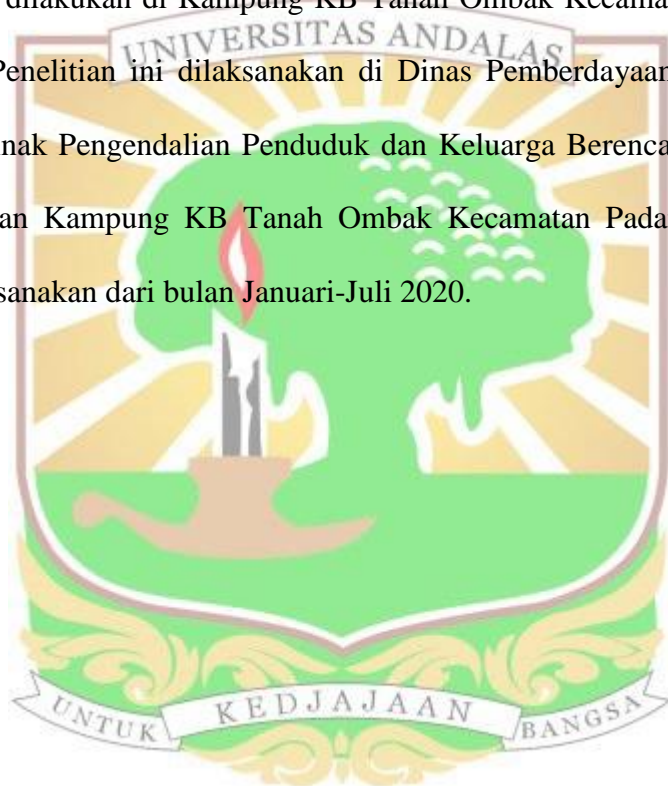 dilakukan di Kampung KB Tanah Ombak Kecama
UNIVERSITAS ANDALAS
Penelitian ini dilaksanakan di Dinas Pemberdayaan
nak Pengendalian Penduduk dan Keluarga Berenca
an Kampung KB Tanah Ombak Kecamatan Pada
sanakan dari bulan Januari-Juli 2020.
UNTUK KEDJAJAAN BANGSA